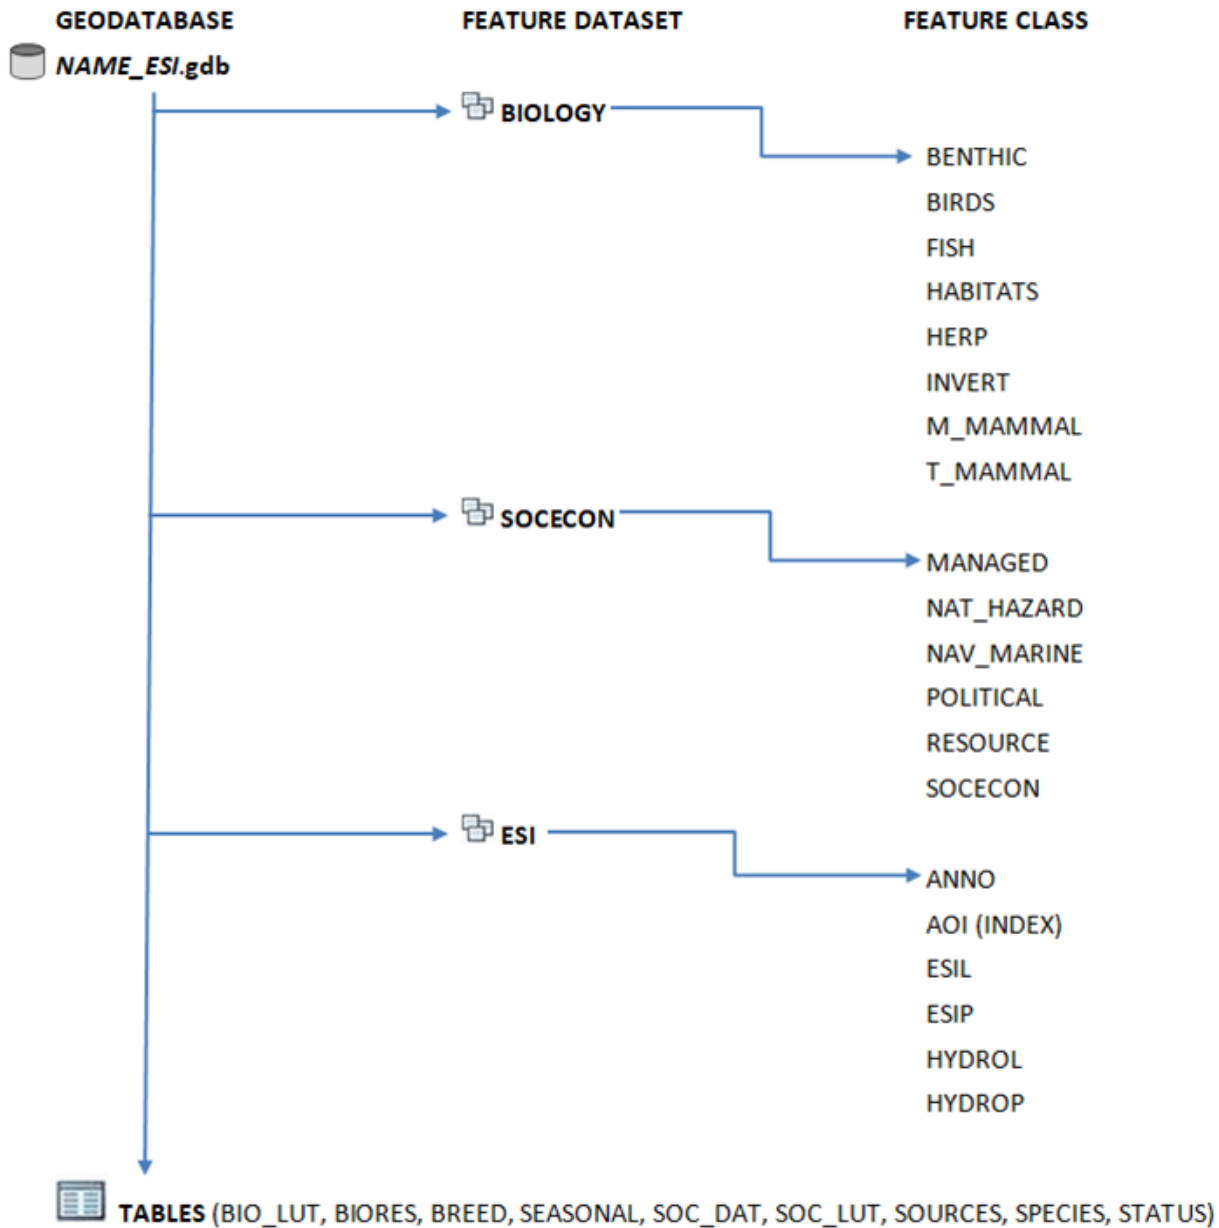 GEODATABASE FEATURE DATASET FEATURE CLASS
NAME_ESI.gdb
BIOLOGY
BENTHIC
BIRDS
FISH
HABITATS
HERP
INVERT
M_MAMMAL
T_MAMMAL
SOCECON
MANAGED
NAT_HAZARD
NAV_MARINE
POLITICAL
RESOURCE
SOCECON
ESI
ANNO
AOI (INDEX)
ESIL
ESIP
HYDROL
HYDROP
TABLES (BIO_LUT, BIORES, BREED, SEASONAL, SOC_DAT, SOC_LUT, SOURCES, SPECIES, STATUS)